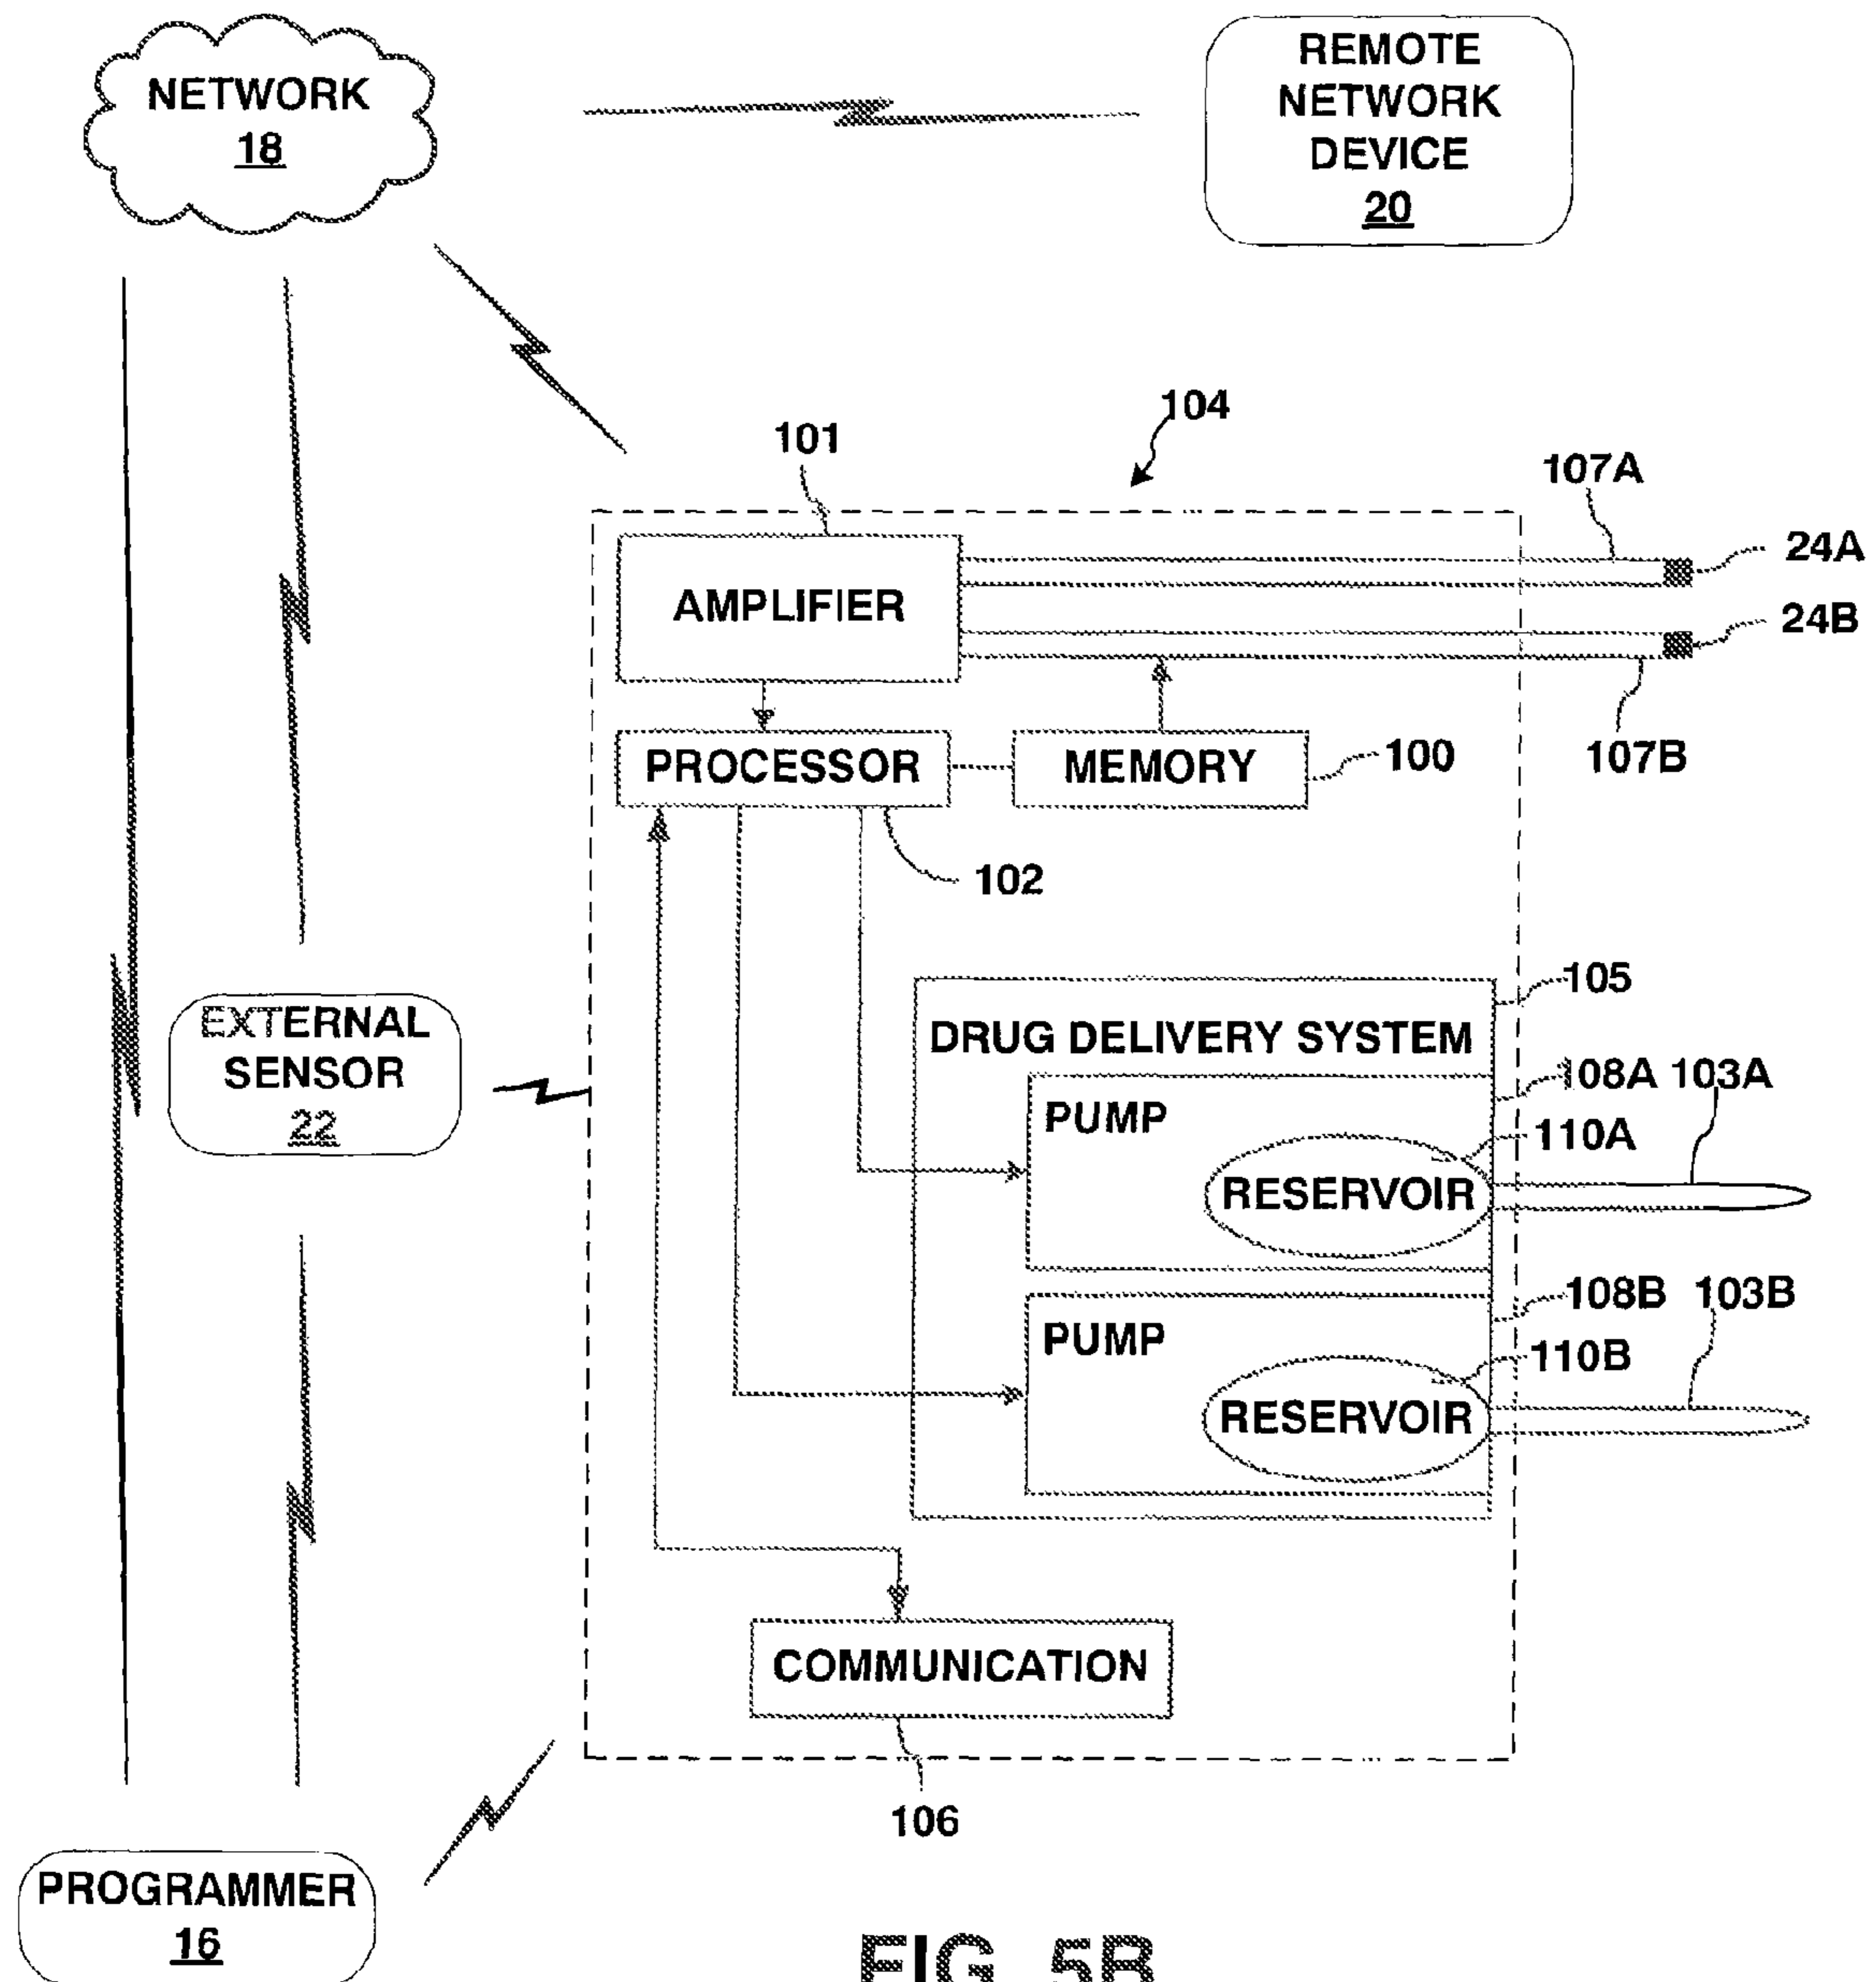 NETWORK
18
REMOTE
NETWORK
DEVICE
20
104
101
107A
24A
AMPLIFIER
24B
PROCESSOR
MEMORY
100
107B
102
105
EXTERNAL
SENSOR
22
DRUG DELIVERY SYSTEM
108A 103A
PUMP
110A
RESERVOIR
108B 103B
PUMP
110B
RESERVOIR
COMMUNICATION
106
PROGRAMMER
16
FIG. 5B